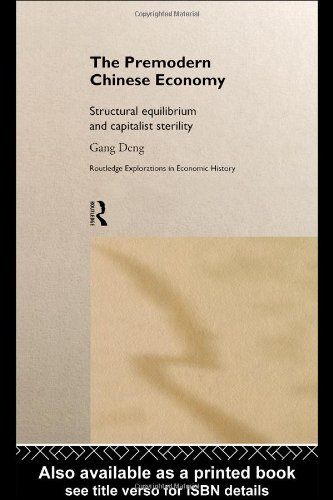 The Premodern
Chinese Economy
Structural equilibrium
and capitalist sterility
Gang Deng
Routledge Explorations in Economic History
ROUTLEDGE
Also available as a printed book
see title verso for ISBN details